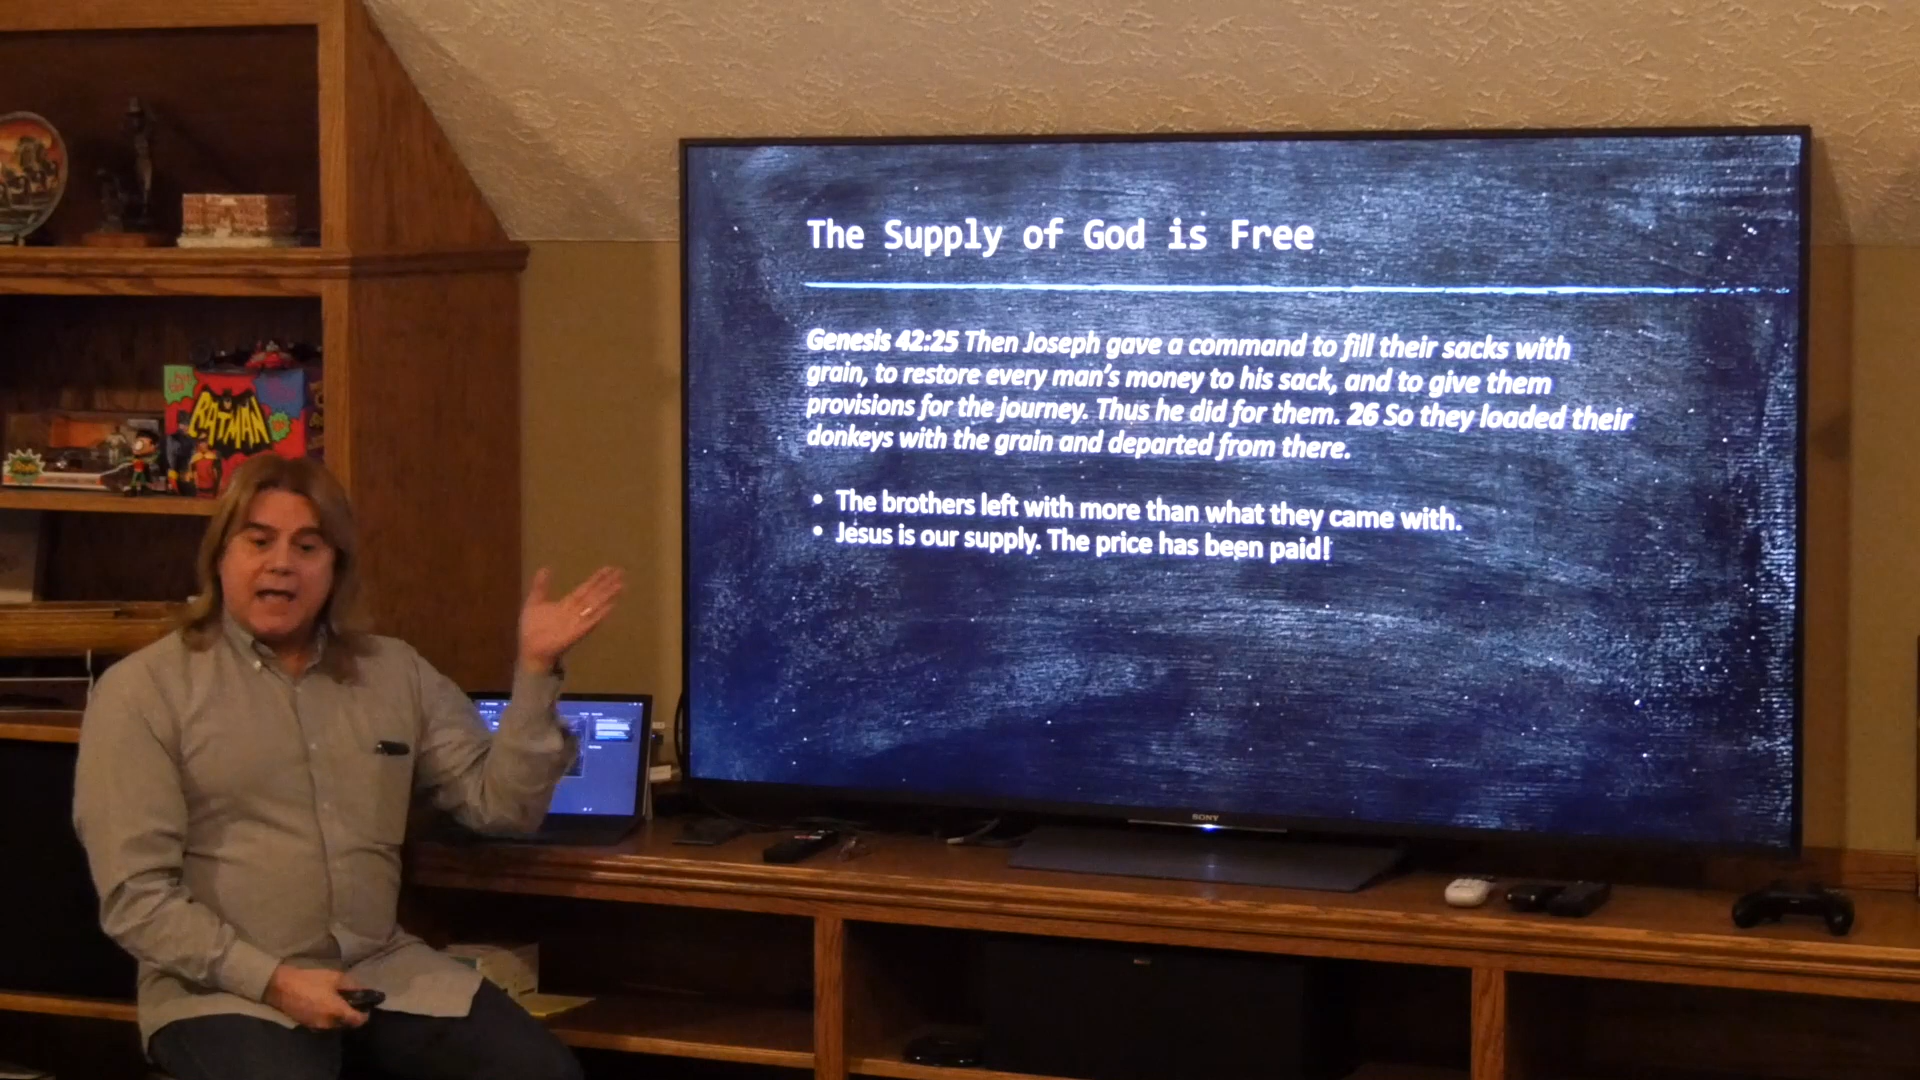 The Supply of God is Free
Genesis 42:25 Then Joseph gave a command to fill their sacks with
grain, to restore every man's money to his sack, and to give them
provisions for the journey. Thus he did for them. 26 So they loaded their
donkeys with the grain and departed from there.
• The brothers left with more than what they came with.
• Jesus is our supply. The price has been paid!
BATMAN
SONY